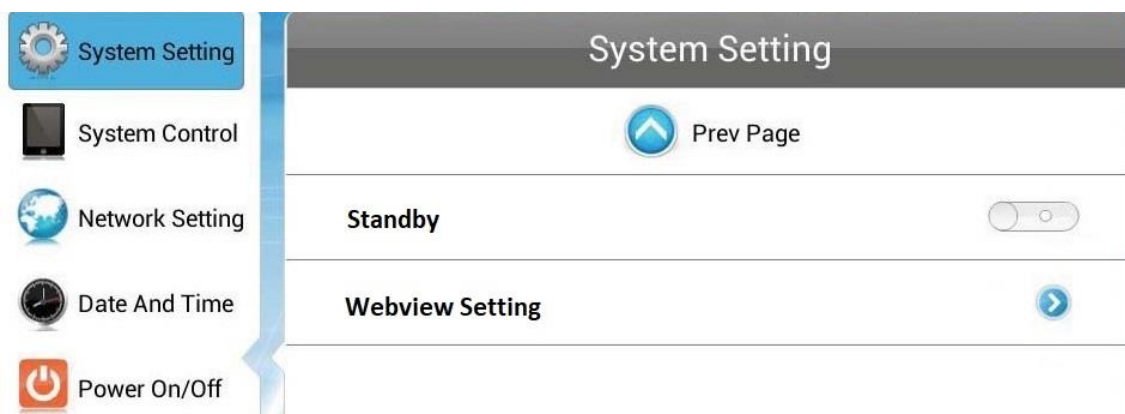 System Setting
System Control
Network Setting
Date And Time
Power On/Off
System Setting
Prev Page
Standby
Webview Setting